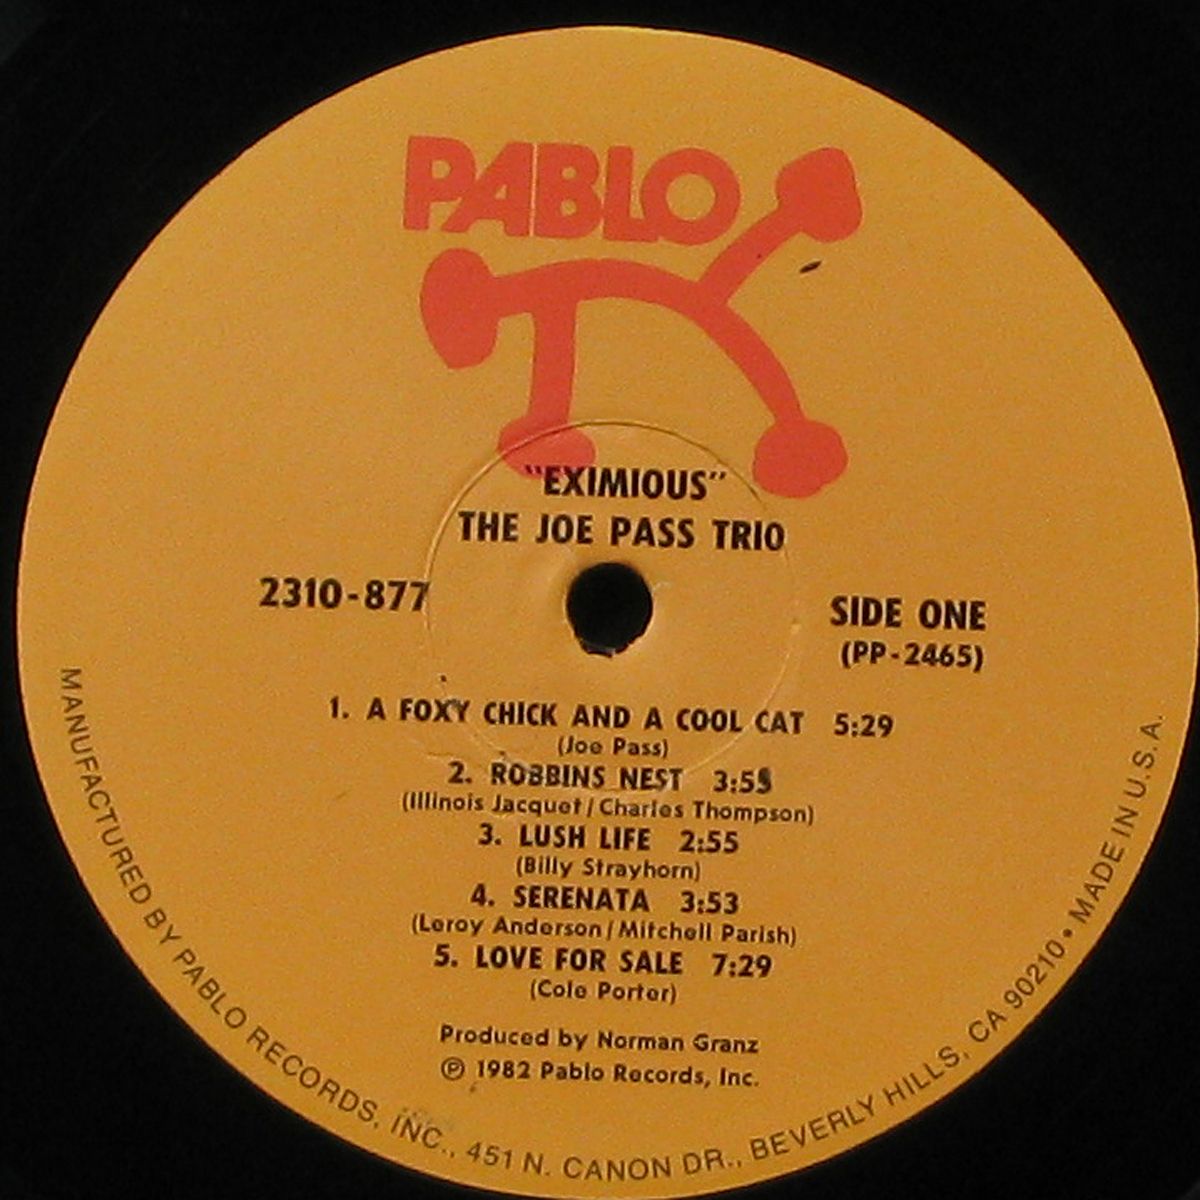 PABLO
"EXIMIOUS"
THE JOE PASS TRIO
2310-877
SIDE ONE
(PP-2465)
1. A FOXY CHICK AND A COOL CAT 5:29
(Joe Pass)
2. ROBBINS NEST 3:55
(Illinois Jacquet/Charles Thompson)
3. LUSH LIFE 2:55
(Billy Strayhorn)
4. SERENATA 3:53
(Leroy Anderson/Mitchell Parish)
5. LOVE FOR SALE 7:29
(Cole Porter)
Produced by Norman Granz
℗ 1982 Pablo Records, Inc.
MANUFACTURED BY PABLO RECORDS, INC., 451 N. CANON DR., BEVERLY HILLS, CA 90210 • MADE IN U.S.A.